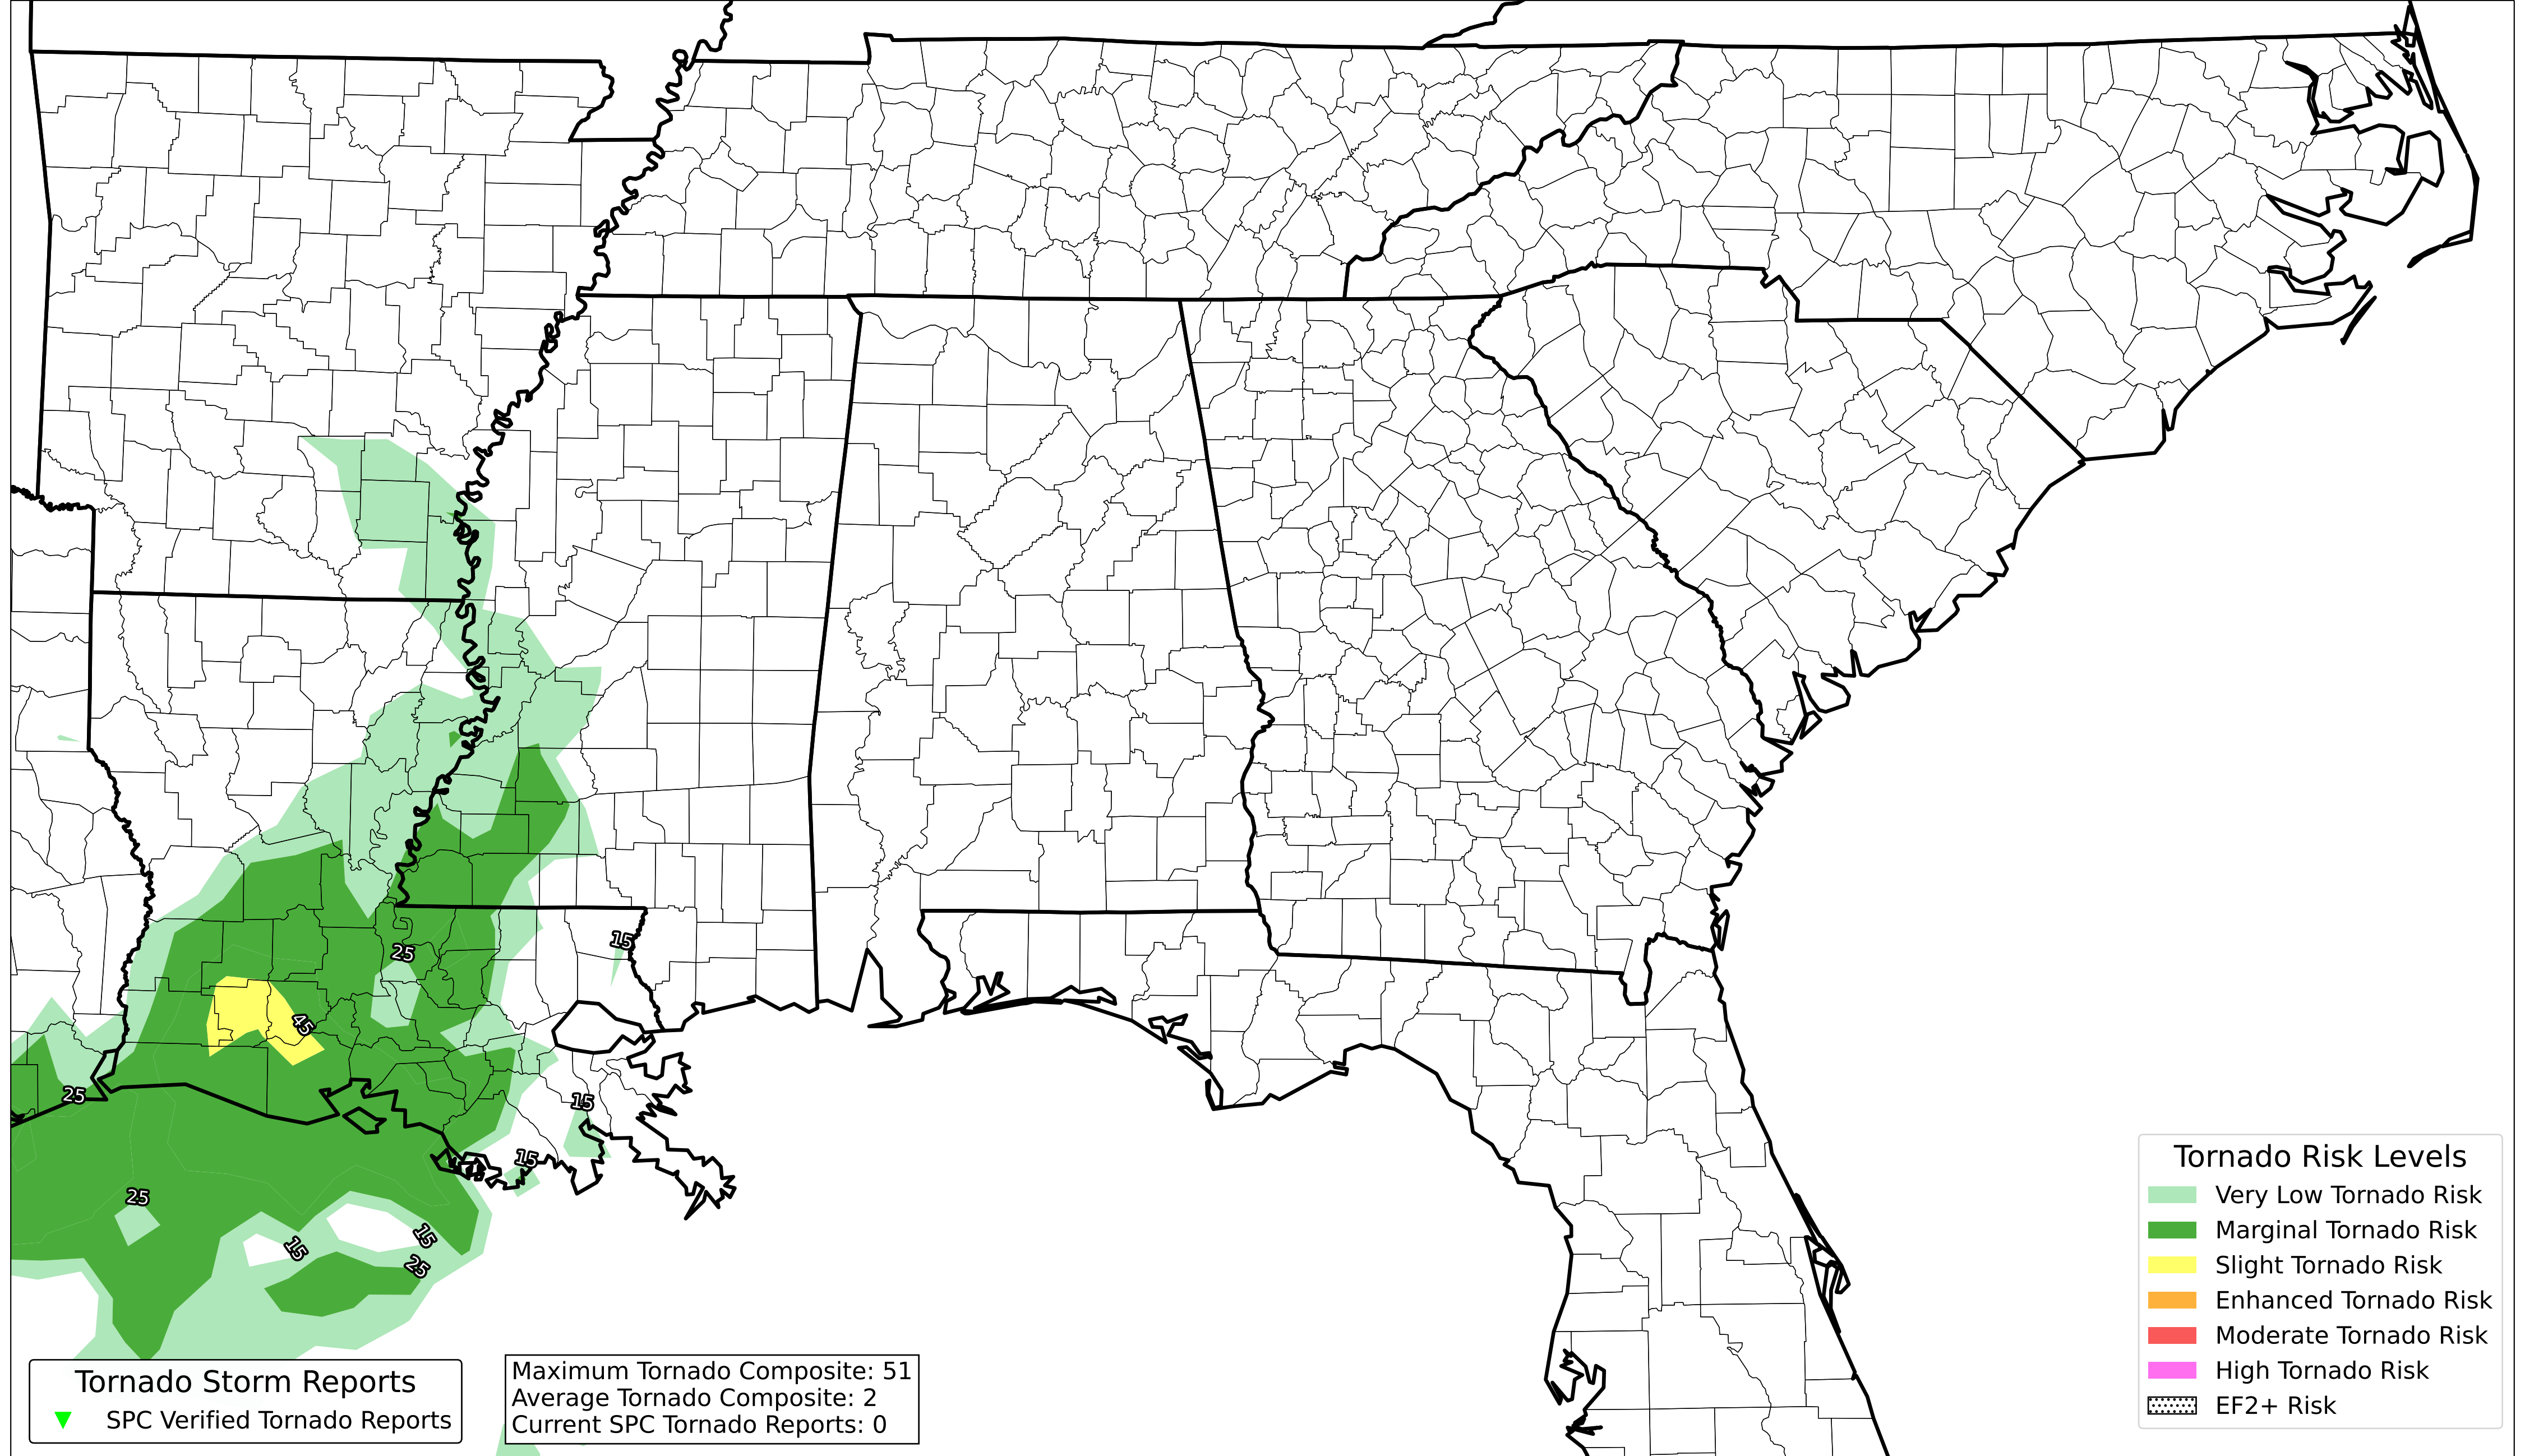 15
25
45
25
15
15
25
15
15
25
Tornado Risk Levels
Very Low Tornado Risk
Marginal Tornado Risk
Slight Tornado Risk
Enhanced Tornado Risk
Moderate Tornado Risk
High Tornado Risk
EF2+ Risk
Tornado Storm Reports
SPC Verified Tornado Reports
Maximum Tornado Composite: 51
Average Tornado Composite: 2
Current SPC Tornado Reports: 0